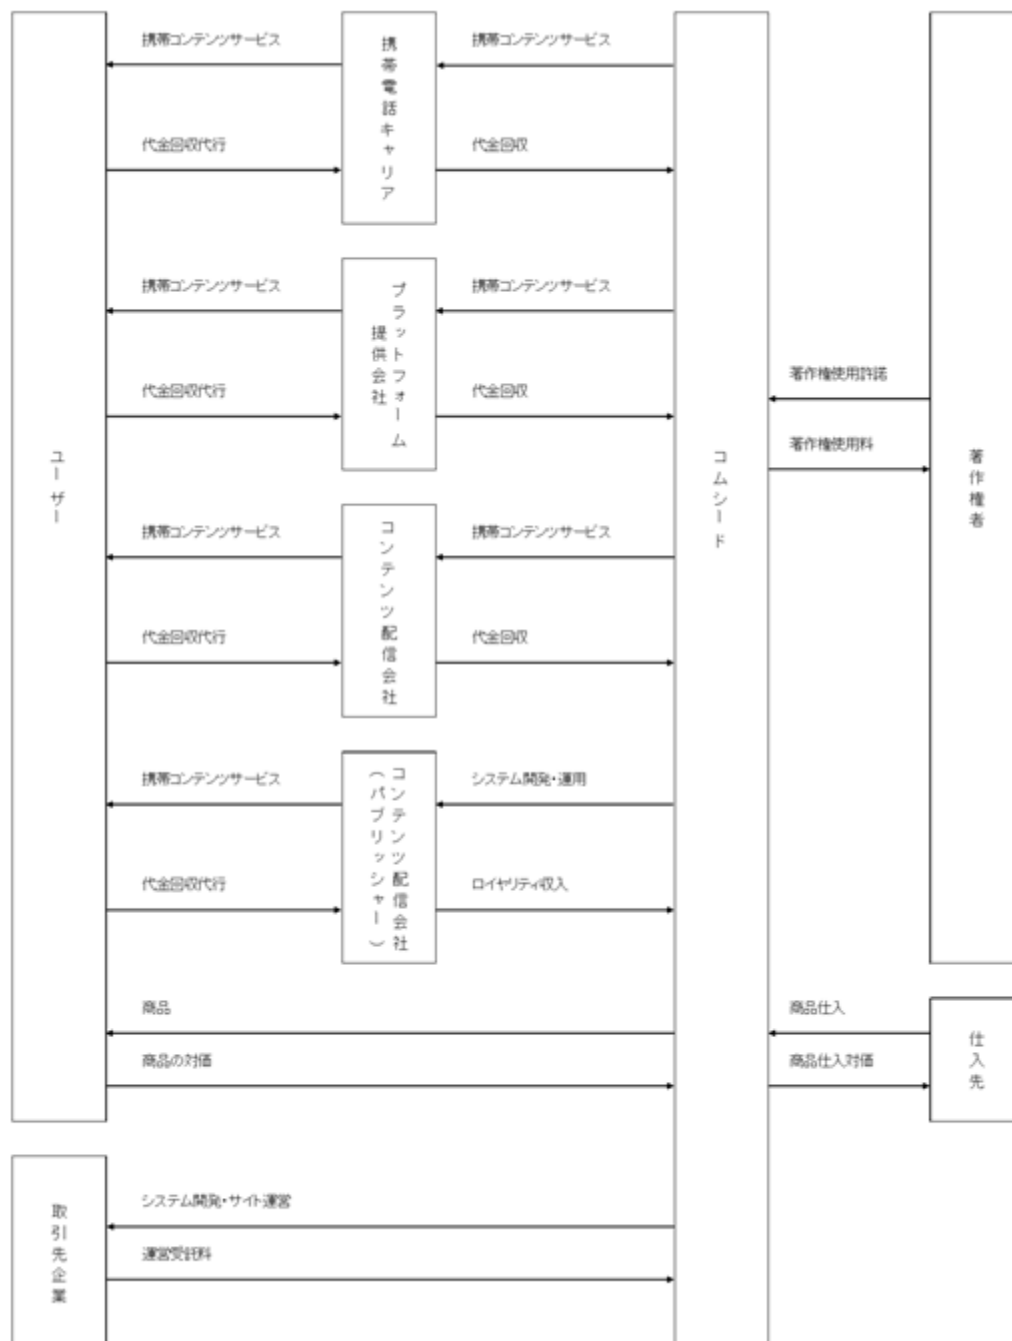 携帯コンテンツサービス
携帯コンテンツサービス
携帯電話キャリア
代金回収代行
代金回収
携帯コンテンツサービス
携帯コンテンツサービス
プラットフォーム
提供会社
代金回収代行
代金回収
著作権使用許諾
著作権使用料
ユーザー
コムシード
著作権者
携帯コンテンツサービス
携帯コンテンツサービス
コンテンツ配信会社
代金回収代行
代金回収
携帯コンテンツサービス
システム開発・運用
コンテンツ配信会社
（パブリッシャー）
代金回収代行
ロイヤリティ収入
商品
商品仕入
商品の対価
商品仕入対価
仕入先
システム開発・サイト運営
運営受託料
取引先企業